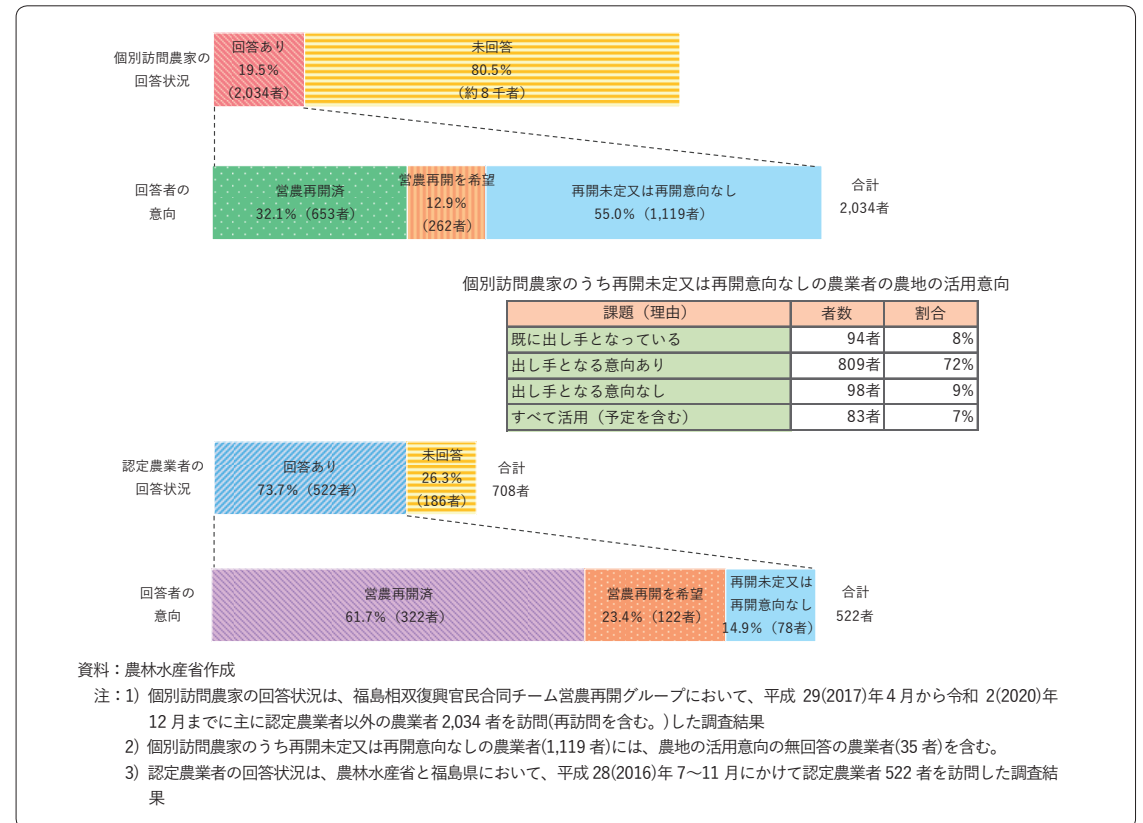 個別訪問農家の
回答状況
回答あり
19.5%
(2,034者)
未回答
80.5%
(約8千者)
回答者の
意向
営農再開済
32.1%（653者）
営農再開を希望
12.9%
(262者)
再開未定又は再開意向なし
55.0%（1,119者）
合計
2,034者
個別訪問農家のうち再開未定又は再開意向なしの農業者の農地の活用意向
課題（理由） 者数 割合
既に出し手となっている 94者 8%
出し手となる意向あり 809者 72%
出し手となる意向なし 98者 9%
すべて活用（予定を含む） 83者 7%
認定農業者の
回答状況
回答あり
73.7%（522者）
未回答
26.3%
(186者)
合計
708者
回答者の
意向
営農再開済
61.7%（322者）
営農再開を希望
23.4%（122者）
再開未定又は
再開意向なし
14.9%（78者）
合計
522者
資料：農林水産省作成
注：1) 個別訪問農家の回答状況は、福島相双復興官民合同チーム営農再開グループにおいて、平成 29(2017)年4月から令和 2(2020)年
12月までに主に認定農業者以外の農業者2,034 者を訪問(再訪問を含む。)した調査結果
2) 個別訪問農家のうち再開未定又は再開意向なしの農業者(1,119 者)には、農地の活用意向の無回答の農業者(35 者)を含む。
3) 認定農業者の回答状況は、農林水産省と福島県において、平成28(2016)年 7～11 月にかけて認定農業者522 者を訪問した調査結
果